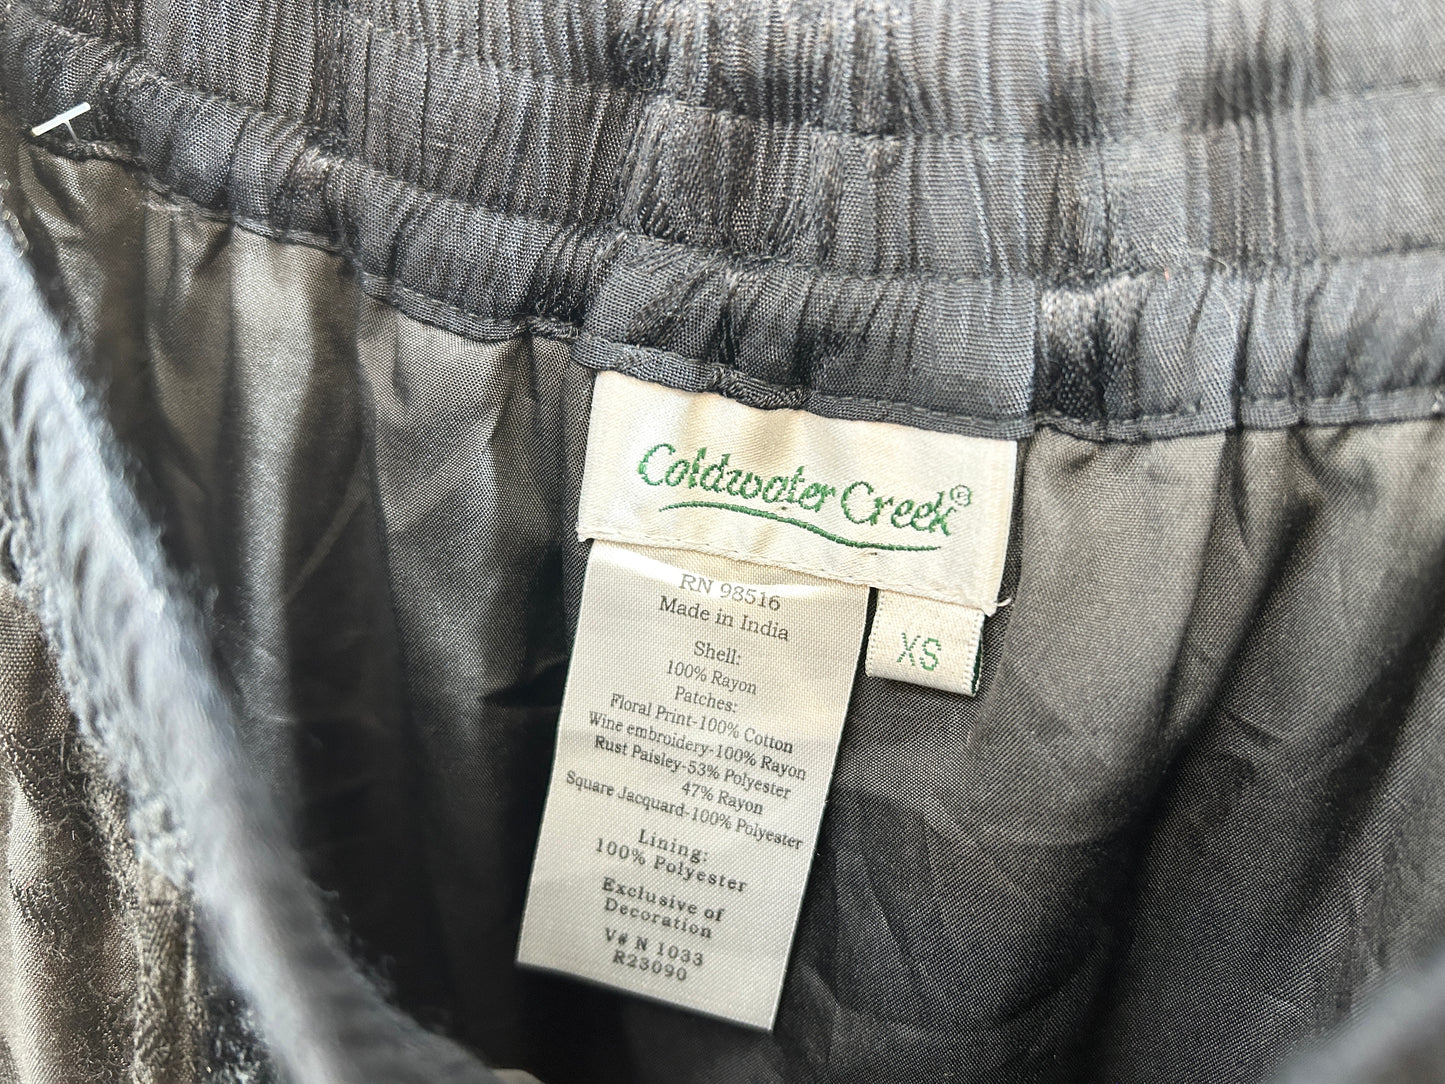 Coldwater Creek®
RN 98516
Made in India
XS
Shell:
100% Rayon
Patches:
Floral Print-100% Cotton
Wine embroidery-100% Rayon
Rust Paisley-53% Polyester
47% Rayon
Square Jacquard-100% Polyester
Lining:
100% Polyester
Exclusive of
Decoration
V# N 1033
R23090